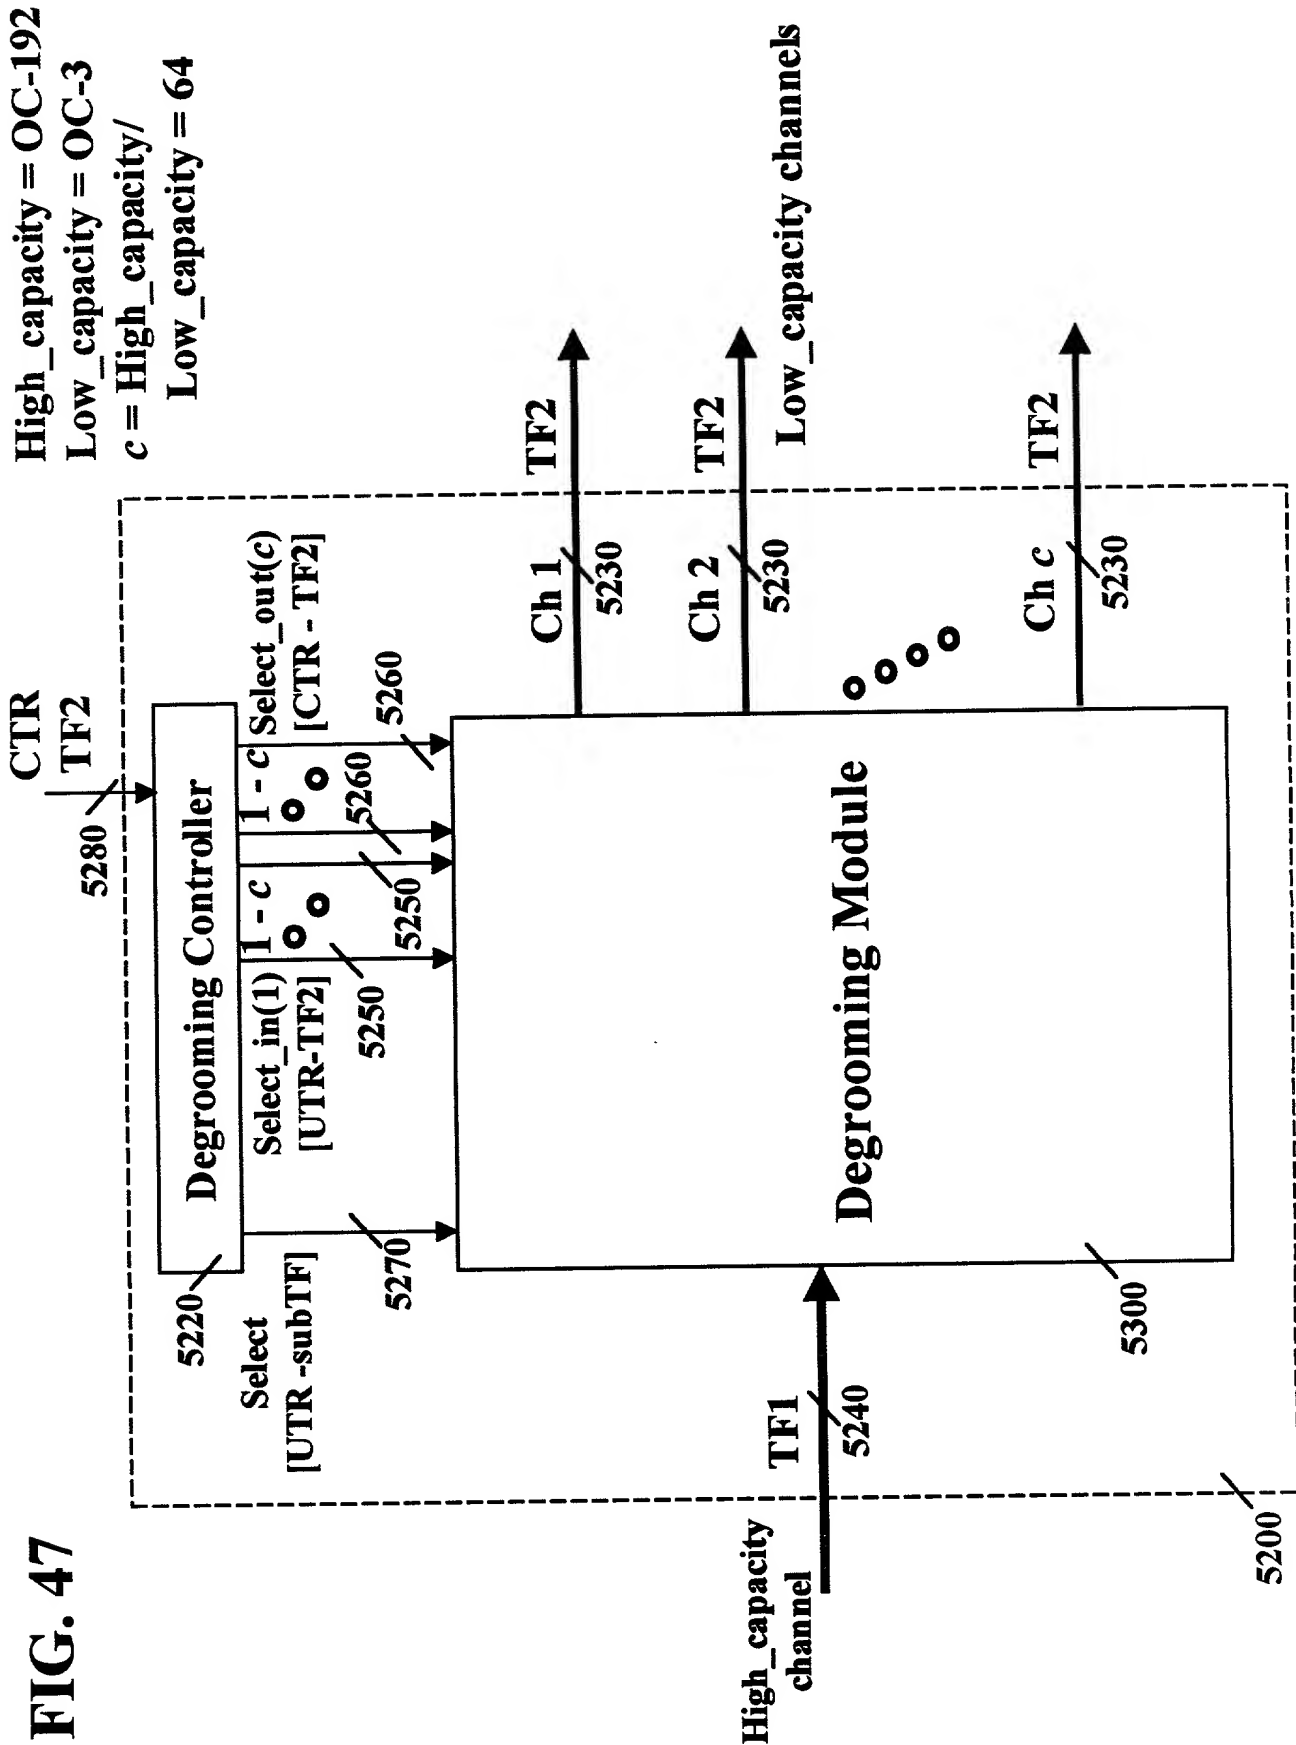 FIG. 47
High_capacity = OC-192
Low_capacity = OC-3
c = High_capacity/
Low_capacity = 64
CTR
TF2
5280
Degrooming Controller
5220
Select
[UTR -subTF]
5270
Select_in(1)
[UTR-TF2]
1 - c
5250
5250
1 - c
Select_out(c)
[CTR - TF2]
5260
5260
High_capacity
channel
TF1
5240
Degrooming Module
5300
Ch 1
TF2
5230
Ch 2
TF2
5230
Low_capacity channels
Ch c
TF2
5230
5200